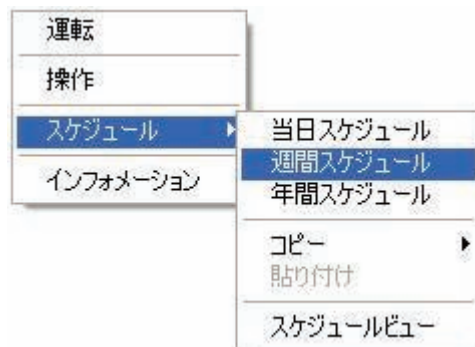 運転
操作
スケジュール
インフォメーション
当日スケジュール
週間スケジュール
年間スケジュール
コピー
貼り付け
スケジュールビュー